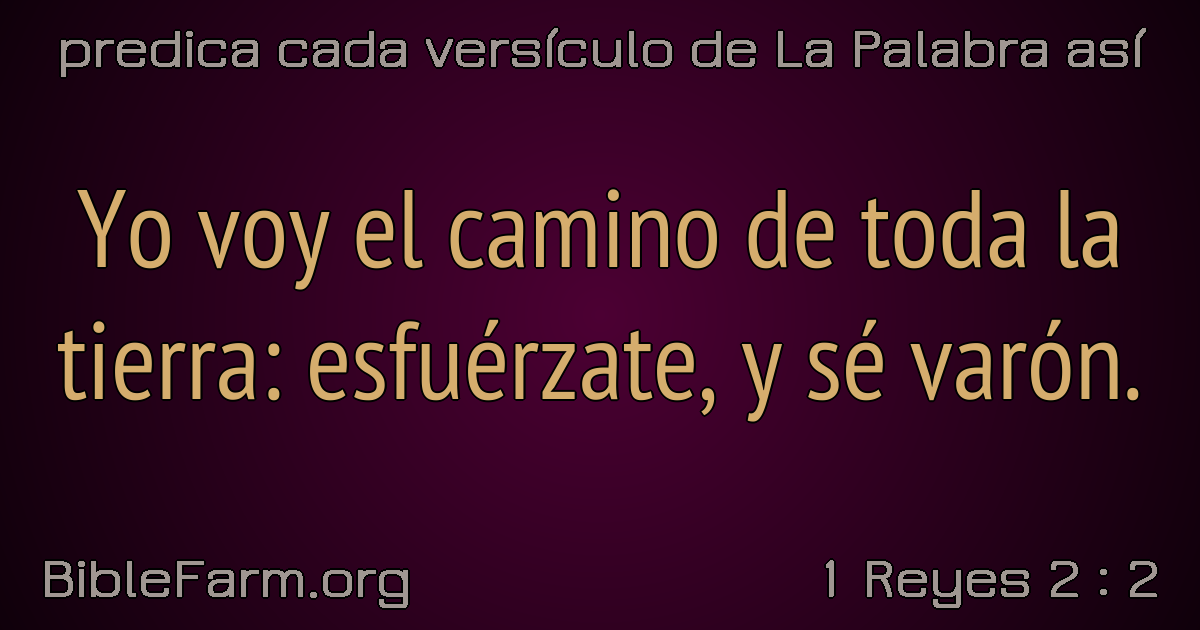 predica cada versículo de La Palabra así
Yo voy el camino de toda la
tierra: esfuérzate, y sé varón.
BibleFarm.org
1 Reyes 2 : 2